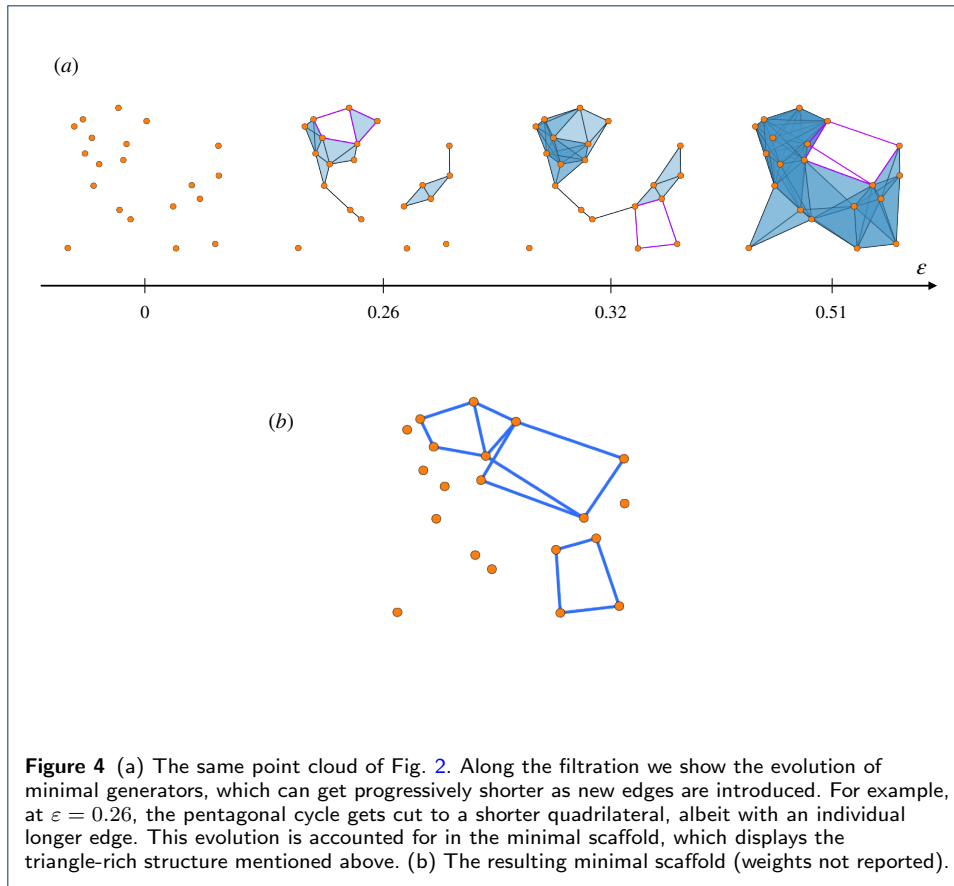 (a)
ε
0 0.26 0.32 0.51
(b)
Figure 4 (a) The same point cloud of Fig. 2. Along the filtration we show the evolution of
minimal generators, which can get progressively shorter as new edges are introduced. For example,
at ε = 0.26, the pentagonal cycle gets cut to a shorter quadrilateral, albeit with an individual
longer edge. This evolution is accounted for in the minimal scaffold, which displays the
triangle-rich structure mentioned above. (b) The resulting minimal scaffold (weights not reported).